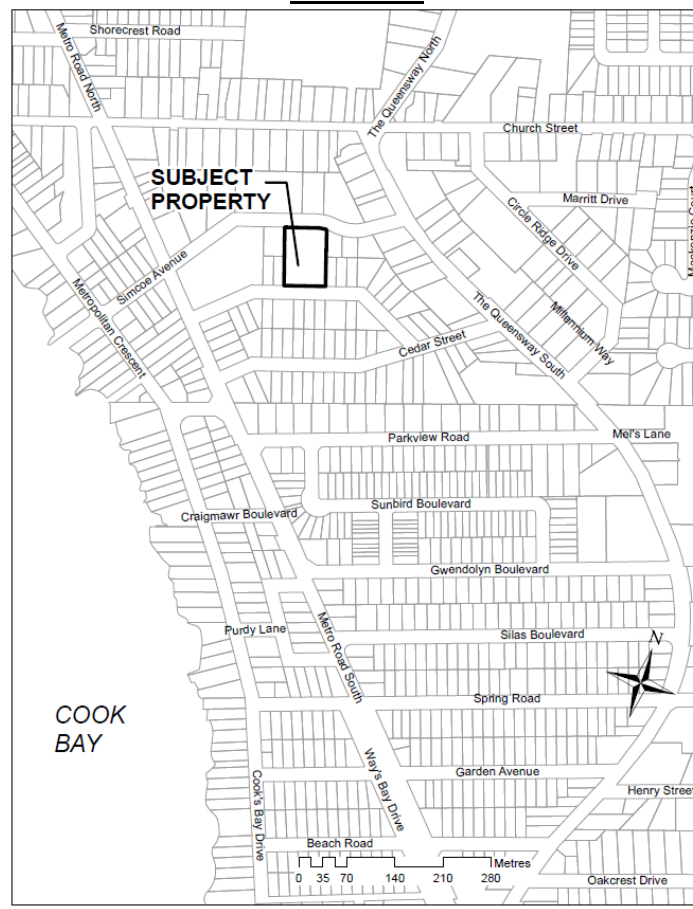 Shorecrest Road
Metro Road North
The Queensway North
Church Street
SUBJECT
PROPERTY
Marritt Drive
Circle Ridge Drive
Simcoe Avenue
Metropolitan Crescent
The Queensway South
Millennium Way
Cedar Street
Parkview Road
Mel's Lane
Sunbird Boulevard
Craigmawr Boulevard
Gwendolyn Boulevard
Purdy Lane
Metro Road South
Silas Boulevard
N
Spring Road
COOK
BAY
Way's Bay Drive
Garden Avenue
Cook's Bay Drive
Henry Street
Beach Road
Metres
0 35 70 140 210 280
Oakcrest Drive